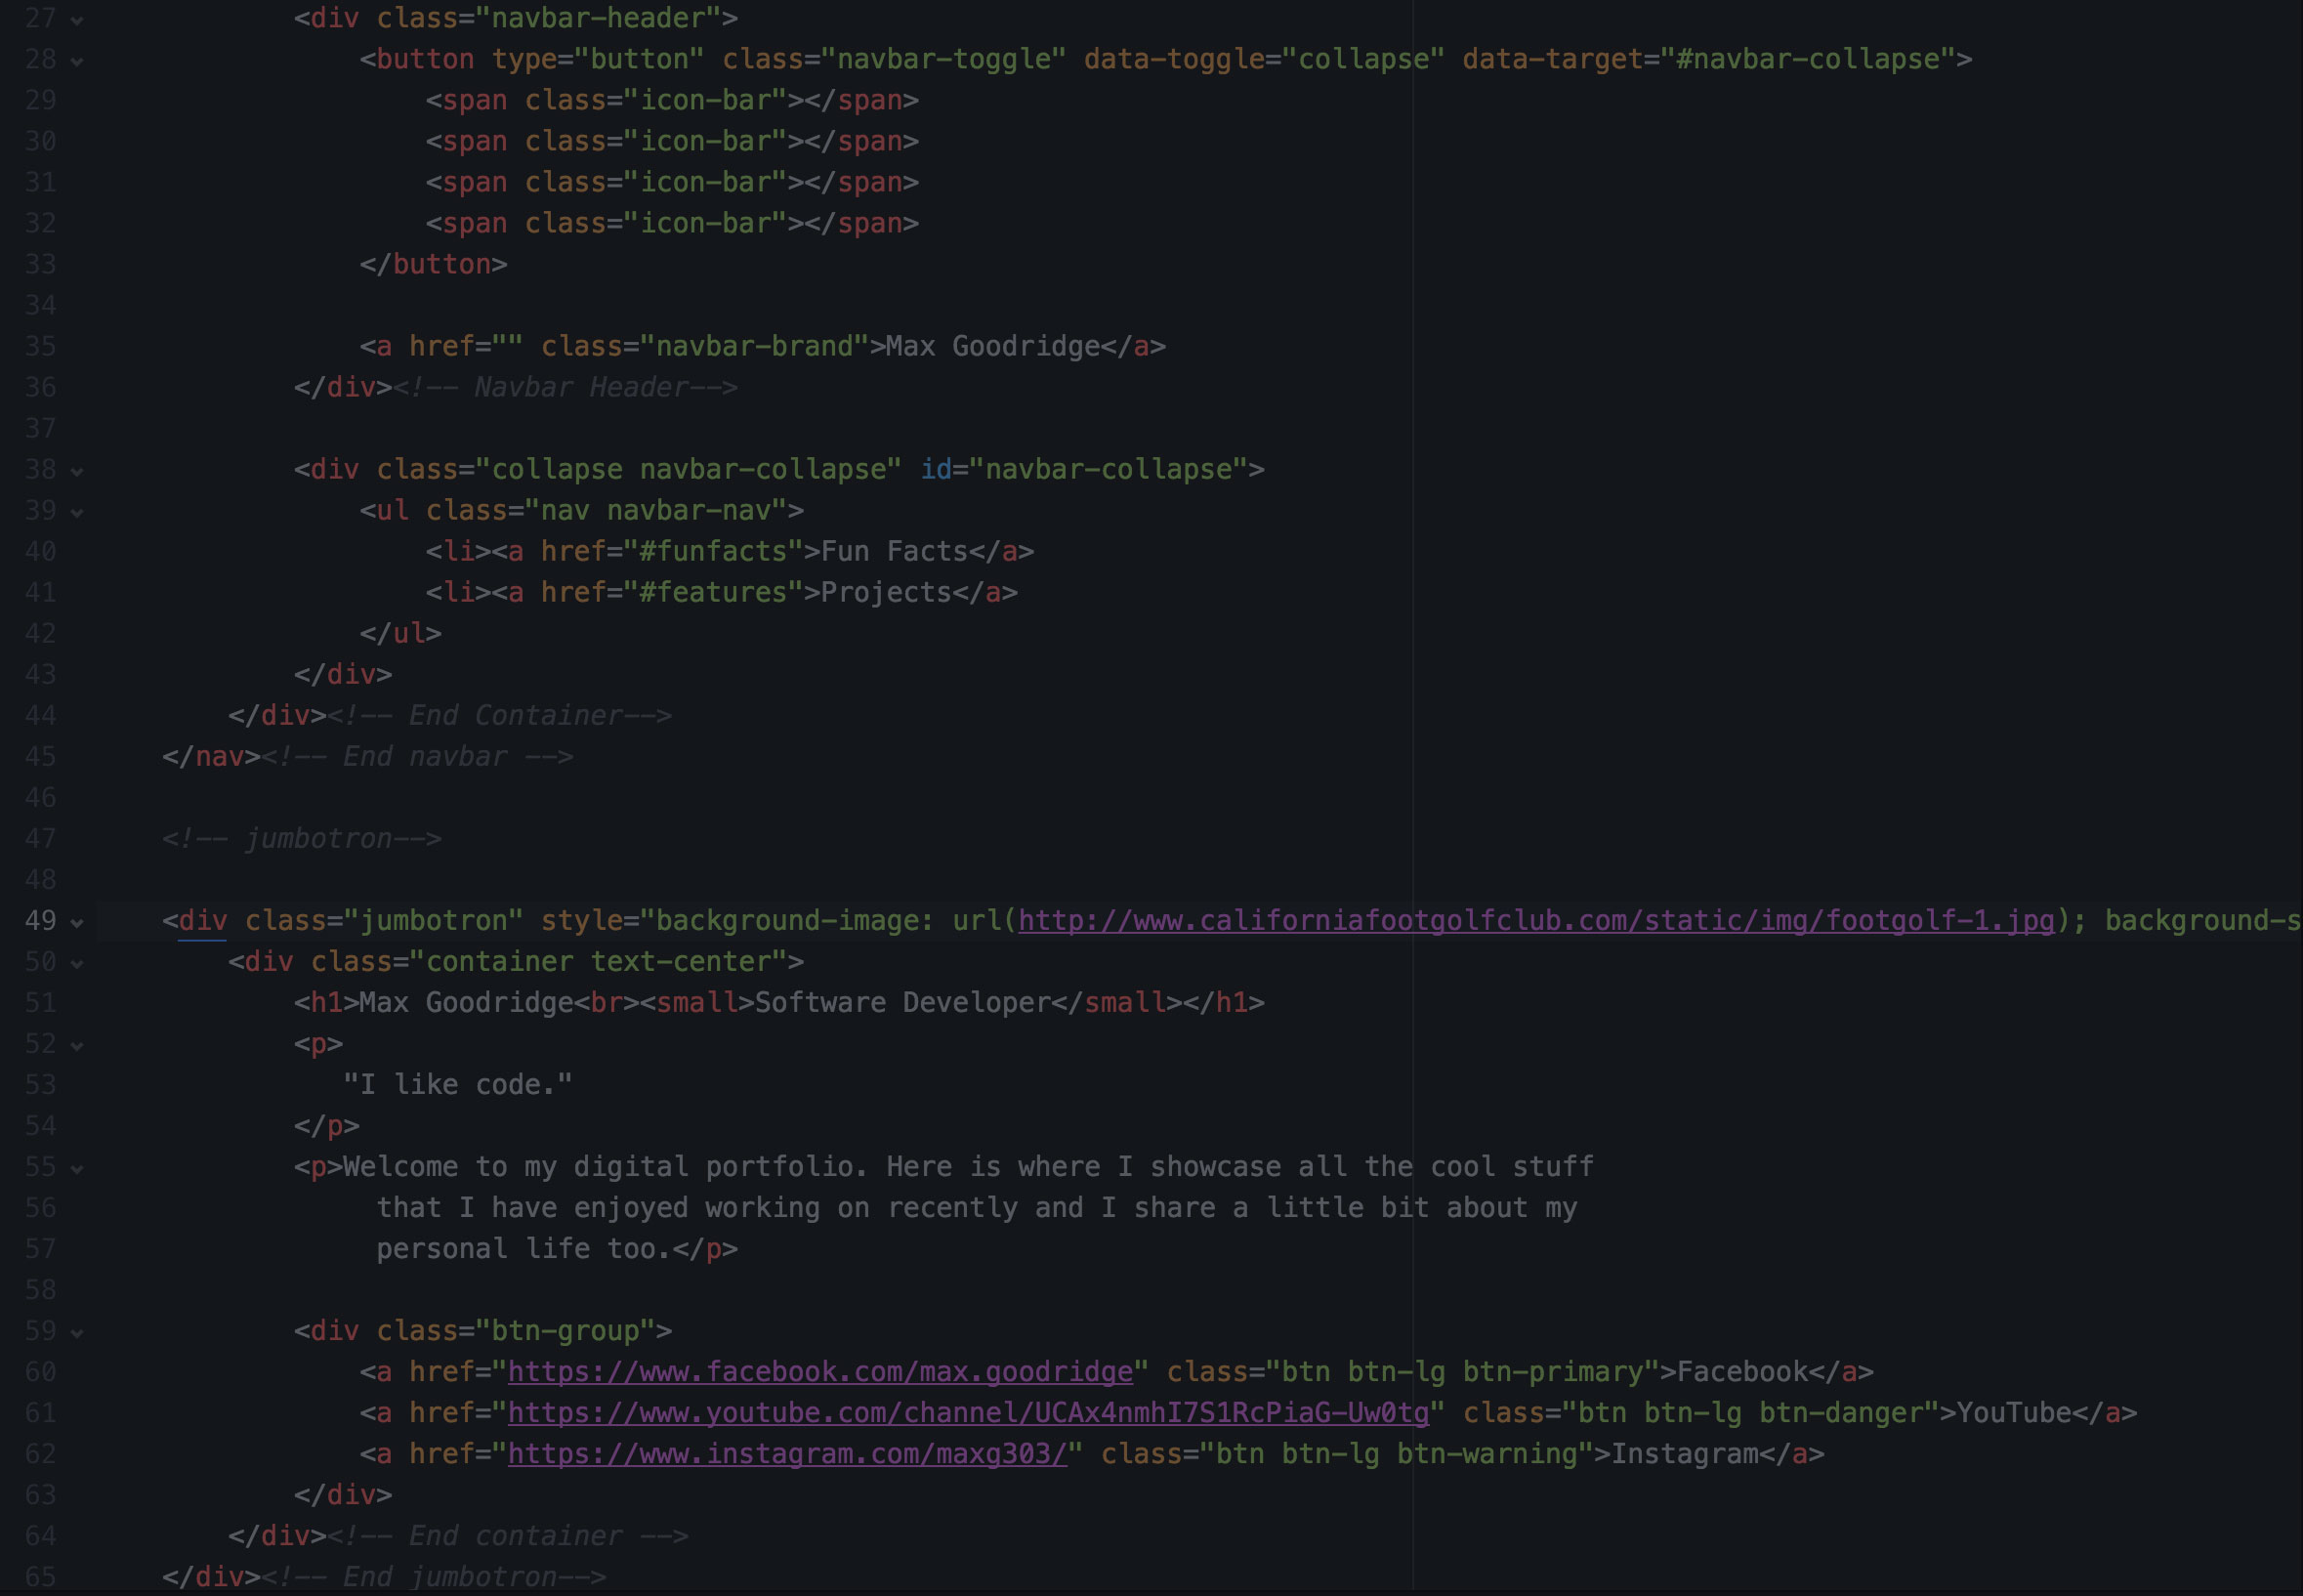 27 <div class="navbar-header">
28 <button type="button" class="navbar-toggle" data-toggle="collapse" data-target="#navbar-collapse">
29 <span class="icon-bar"></span>
30 <span class="icon-bar"></span>
31 <span class="icon-bar"></span>
32 <span class="icon-bar"></span>
33 </button>
34
35 <a href="" class="navbar-brand">Max Goodridge</a>
36 </div><!-- Navbar Header-->
37
38 <div class="collapse navbar-collapse" id="navbar-collapse">
39 <ul class="nav navbar-nav">
40 <li><a href="#funfacts">Fun Facts</a>
41 <li><a href="#features">Projects</a>
42 </ul>
43 </div>
44 </div><!-- End Container-->
45 </nav><!-- End navbar -->
46
47 <!-- jumbotron-->
48
49 <div class="jumbotron" style="background-image: url(http://www.californiafootgolfclub.com/static/img/footgolf-1.jpg); background-s
50 <div class="container text-center">
51 <h1>Max Goodridge<br><small>Software Developer</small></h1>
52 <p>
53 "I like code."
54 </p>
55 <p>Welcome to my digital portfolio. Here is where I showcase all the cool stuff
56 that I have enjoyed working on recently and I share a little bit about my
57 personal life too.</p>
58
59 <div class="btn-group">
60 <a href="https://www.facebook.com/max.goodridge" class="btn btn-lg btn-primary">Facebook</a>
61 <a href="https://www.youtube.com/channel/UCAx4nmhI7S1RcPiaG-Uw0tg" class="btn btn-lg btn-danger">YouTube</a>
62 <a href="https://www.instagram.com/maxg303/" class="btn btn-lg btn-warning">Instagram</a>
63 </div>
64 </div><!-- End container -->
65 </div><!-- End jumbotron-->